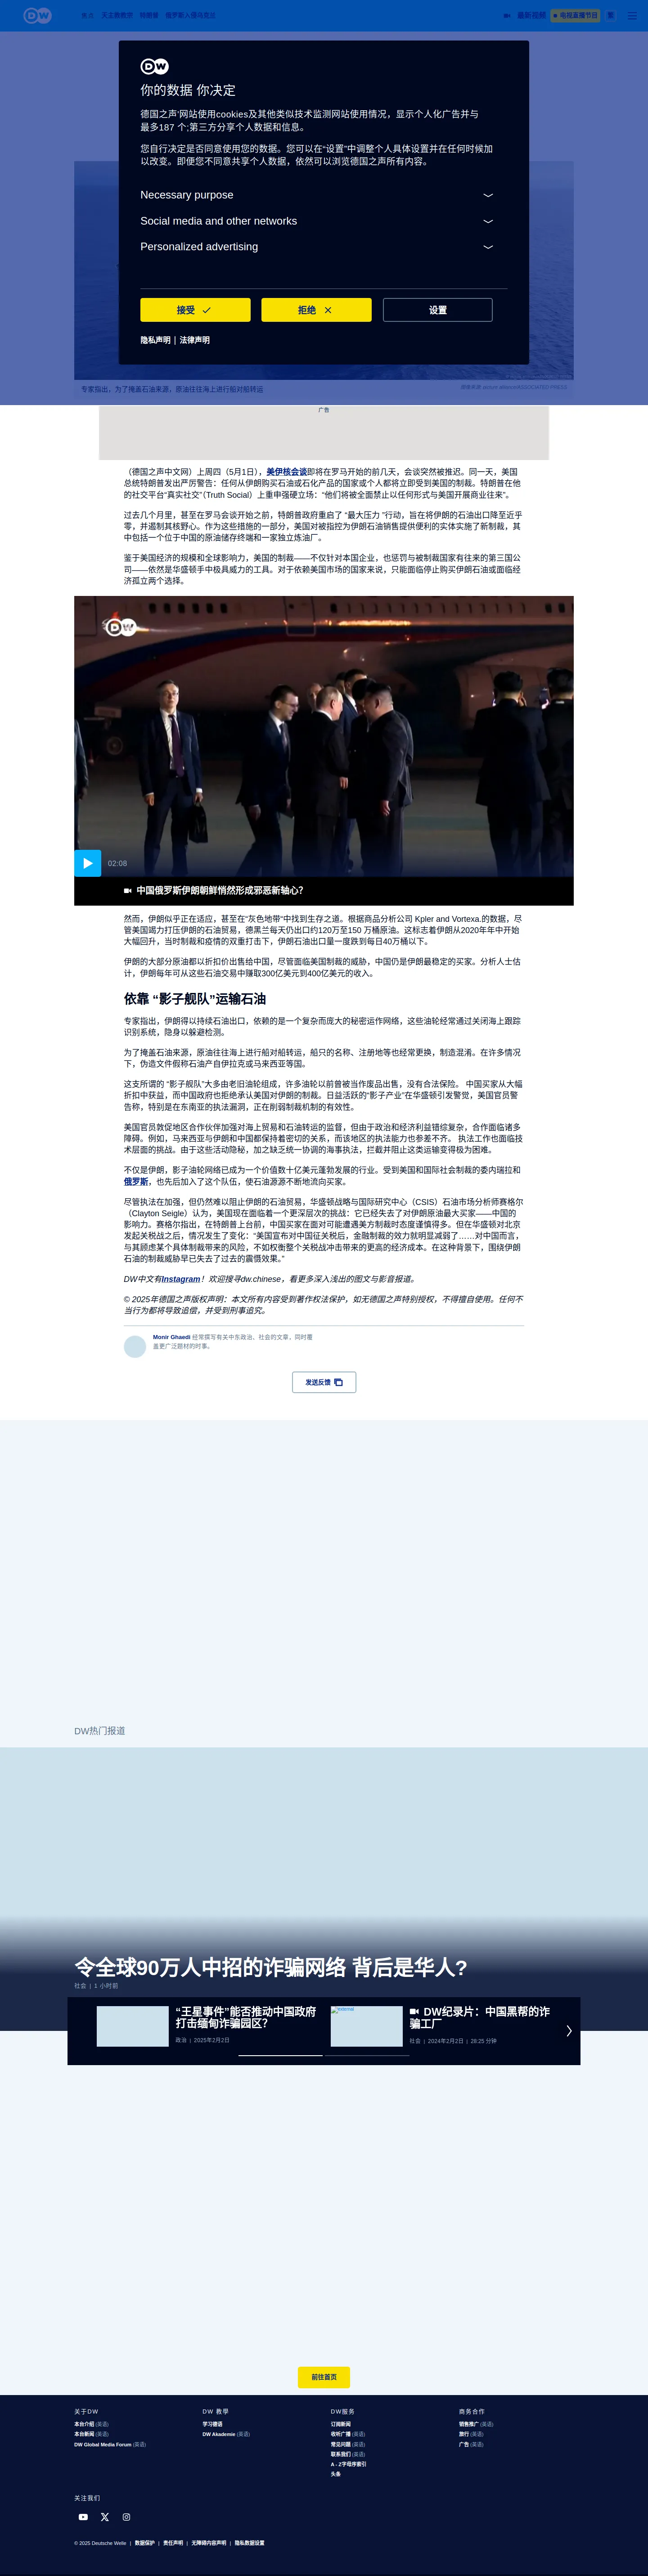 DW
焦点 天主教教宗 特朗普 俄罗斯入侵乌克兰
最新视频 电视直播节目 繁
DW
你的数据 你决定
德国之声'网站使用cookies及其他类似技术监测网站使用情况，显示个人化广告并与
最多187 个;第三方分享个人数据和信息。
您自行决定是否同意使用您的数据。您可以在“设置”中调整个人具体设置并在任何时候加
以改变。即便您不同意共享个人数据，依然可以浏览德国之声所有内容。
Necessary purpose
Social media and other networks
Personalized advertising
接受
拒绝
设置
隐私声明 | 法律声明
专家指出，为了掩盖石油来源，原油往往海上进行船对船转运
广告
（德国之声中文网）上周四（5月1日），美伊核会谈即将在罗马开始的前几天，会谈突然被推迟。同一天，美国
总统特朗普发出严厉警告：任何从伊朗购买石油或石化产品的国家或个人都将立即受到美国的制裁。特朗普在他
的社交平台“真实社交”（Truth Social）上重申强硬立场：“他们将被全面禁止以任何形式与美国开展商业往来”。
过去几个月里，甚至在罗马会谈开始之前，特朗普政府重启了 “最大压力 ”行动，旨在将伊朗的石油出口降至近乎
零，并遏制其核野心。作为这些措施的一部分，美国对被指控为伊朗石油销售提供便利的实体实施了新制裁，其
中包括一个位于中国的原油储存终端和一家独立炼油厂。
鉴于美国经济的规模和全球影响力，美国的制裁——不仅针对本国企业，也惩罚与被制裁国家有往来的第三国公
司——依然是华盛顿手中极具威力的工具。对于依赖美国市场的国家来说，只能面临停止购买伊朗石油或面临经
济孤立两个选择。
DW
02:08
中国俄罗斯伊朗朝鲜悄然形成邪恶新轴心？
然而，伊朗似乎正在适应，甚至在"灰色地带"中找到生存之道。根据商品分析公司 Kpler and Vortexa.的数据，尽
管美国竭力打压伊朗的石油贸易，德黑兰每天仍出口约120万至150 万桶原油。这标志着伊朗从2020年年中开始
大幅回升，当时制裁和疫情的双重打击下，伊朗石油出口量一度跌到每日40万桶以下。
伊朗的大部分原油都以折扣价出售给中国，尽管面临美国制裁的威胁，中国仍是伊朗最稳定的买家。分析人士估
计，伊朗每年可从这些石油交易中赚取300亿美元到400亿美元的收入。
依靠 “影子舰队”运输石油
专家指出，伊朗得以持续石油出口，依赖的是一个复杂而庞大的秘密运作网络，这些油轮经常通过关闭海上跟踪
识别系统，隐身以躲避检测。
为了掩盖石油来源，原油往往海上进行船对船转运，船只的名称、注册地等也经常更换，制造混淆。在许多情况
下，伪造文件假称石油产自伊拉克或马来西亚等国。
这支所谓的 “影子舰队”大多由老旧油轮组成，许多油轮以前曾被当作废品出售，没有合法保险。 中国买家从大幅
折扣中获益，而中国政府也拒绝承认美国对伊朗的制裁。日益活跃的“影子产业”在华盛顿引发警觉，美国官员警
告称，特别是在东南亚的执法漏洞，正在削弱制裁机制的有效性。
美国官员敦促地区合作伙伴加强对海上贸易和石油转运的监督，但由于政治和经济利益错综复杂，合作面临诸多
障碍。例如，马来西亚与伊朗和中国都保持着密切的关系，而该地区的执法能力也参差不齐。 执法工作也面临技
术层面的挑战。由于这些活动隐秘，加之缺乏统一协调的海事执法，拦截并阻止这类运输变得极为困难。
不仅是伊朗，影子油轮网络已成为一个价值数十亿美元蓬勃发展的行业。受到美国和国际社会制裁的委内瑞拉和
俄罗斯，也先后加入了这个队伍，使石油源源不断地流向买家。
尽管执法在加强，但仍然难以阻止伊朗的石油贸易，华盛顿战略与国际研究中心（CSIS）石油市场分析师赛格尔
（Clayton Seigle）认为，美国现在面临着一个更深层次的挑战：它已经失去了对伊朗原油最大买家——中国的
影响力。赛格尔指出，在特朗普上台前，中国买家在面对可能遭遇美方制裁时态度谨慎得多。但在华盛顿对北京
发起关税战之后，情况发生了变化：“美国宣布对中国征关税后，金融制裁的效力就明显减弱了……对中国而言，
与其顾虑某个具体制裁带来的风险，不如权衡整个关税战冲击带来的更高的经济成本。在这种背景下，围绕伊朗
石油的制裁威胁早已失去了过去的震慑效果。”
DW中文有Instagram！欢迎搜寻dw.chinese，看更多深入浅出的图文与影音报道。
© 2025年德国之声版权声明：本文所有内容受到著作权法保护，如无德国之声特别授权，不得擅自使用。任何不
当行为都将导致追偿，并受到刑事追究。
Monir Ghaedi 经常撰写有关中东政治、社会的文章，同时覆
盖更广泛题材的时事。
发送反馈
DW热门报道
令全球90万人中招的诈骗网络 背后是华人？
社会 | 1 小时前
“王星事件”能否推动中国政府
打击缅甸诈骗园区？
政治 | 2025年2月2日
external
DW纪录片：中国黑帮的诈
骗工厂
社会 | 2024年2月2日 | 28:25 分钟
前往首页
关于DW
本台介绍 (英语)
本台新闻 (英语)
DW Global Media Forum (英语)
DW 教学
学习德语
DW Akademie (英语)
DW服务
订阅新闻
收听广播 (英语)
常见问题 (英语)
联系我们 (英语)
A - Z字母序索引
头条
商务合作
销售推广 (英语)
旅行 (英语)
广告 (英语)
关注我们
© 2025 Deutsche Welle | 数据保护 | 责任声明 | 无障碍内容声明 | 隐私数据设置